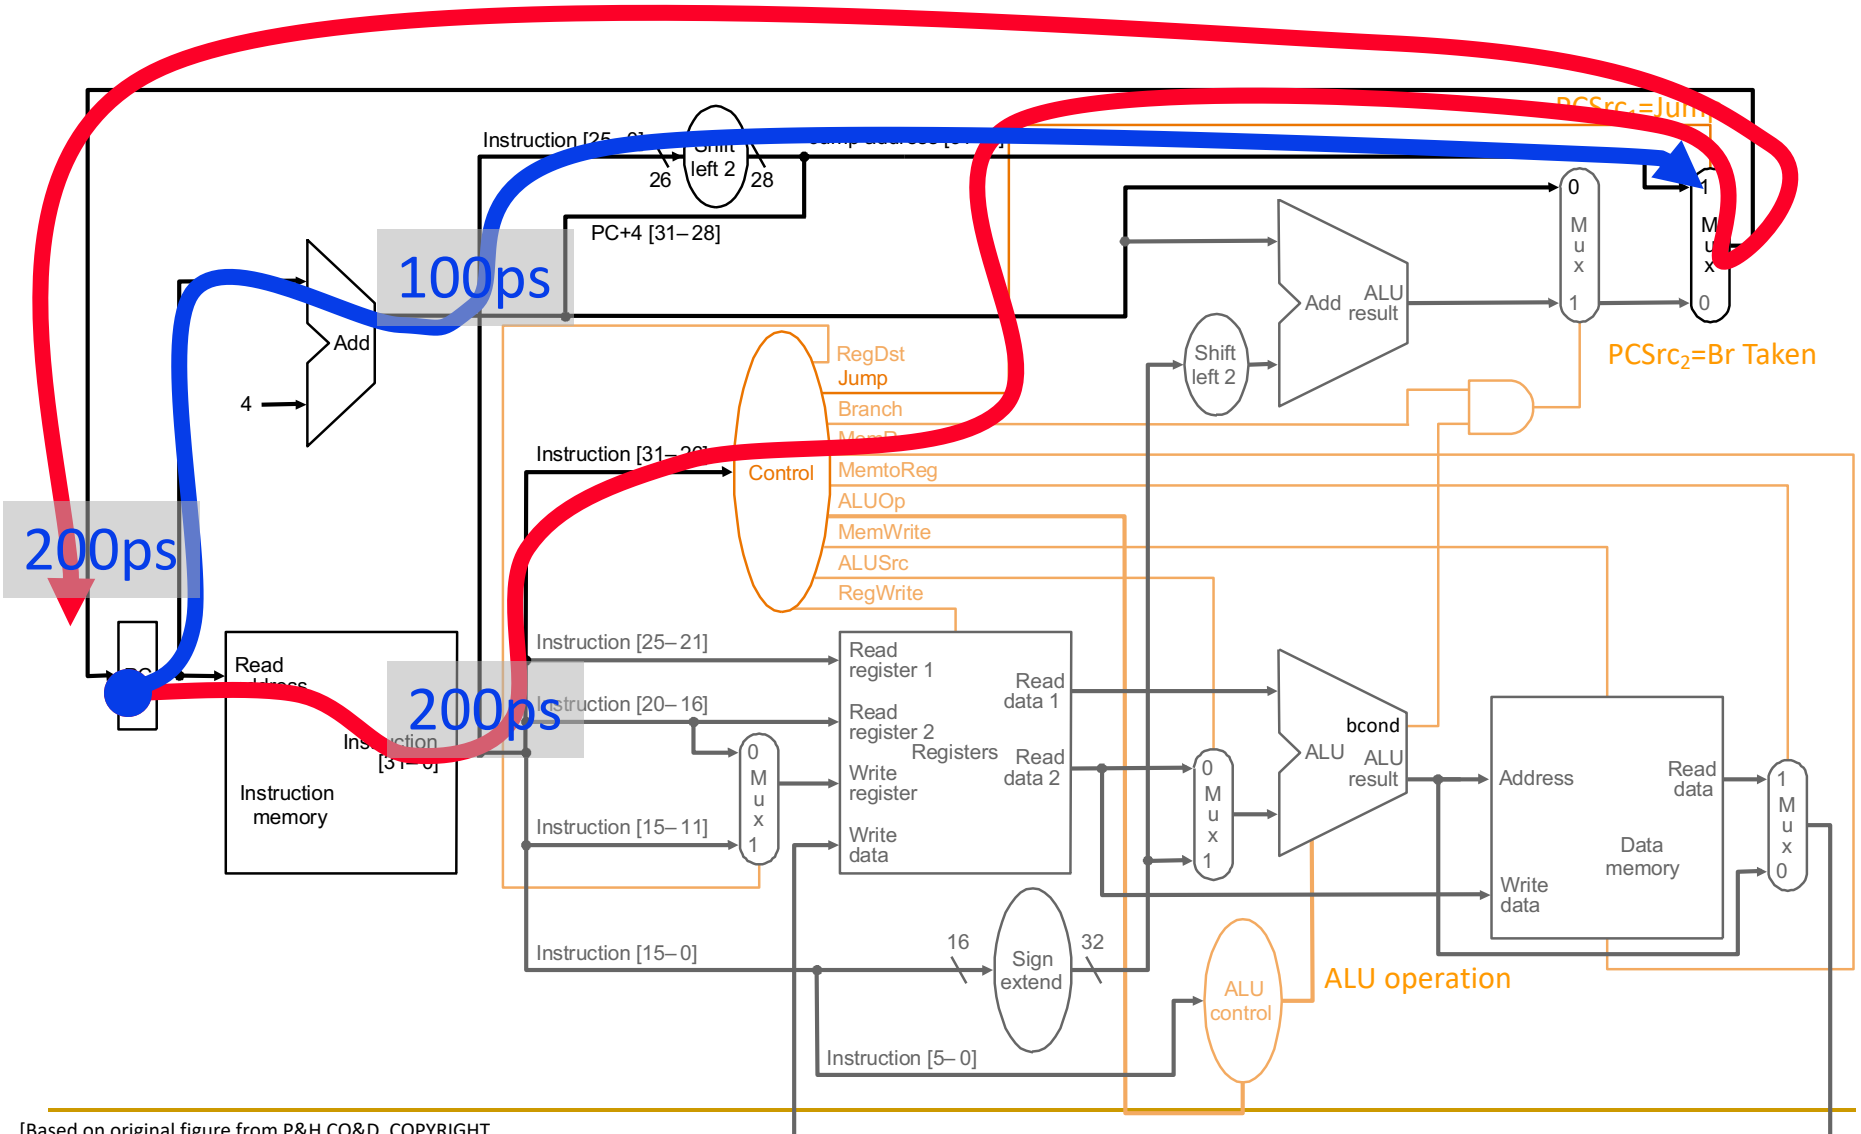 PCSrc1=Jump
Instruction [25–0]
Shift
left 2
26
28
PC+4 [31–28]
100ps
Add
4
0
M
u
x
1
1
M
u
x
0
Add
ALU
result
Shift
left 2
PCSrc2=Br Taken
RegDst
Jump
Branch
MemtoReg
ALUOp
MemWrite
ALUSrc
RegWrite
Control
Instruction [31–26]
200ps
PC
Read
address
Instruction
[31–0]
Instruction
memory
200ps
Instruction [25–21]
Instruction [20–16]
Instruction [15–11]
0
M
u
x
1
Read
register 1
Read
register 2
Write
register
Write
data
Registers
Read
data 1
Read
data 2
0
M
u
x
1
bcond
ALU
ALU
result
Address
Write
data
Read
data
Data
memory
1
M
u
x
0
Instruction [15–0]
16
Sign
extend
32
ALU
control
ALU operation
Instruction [5–0]
[Based on original figure from P&H CO&D, COPYRIGHT